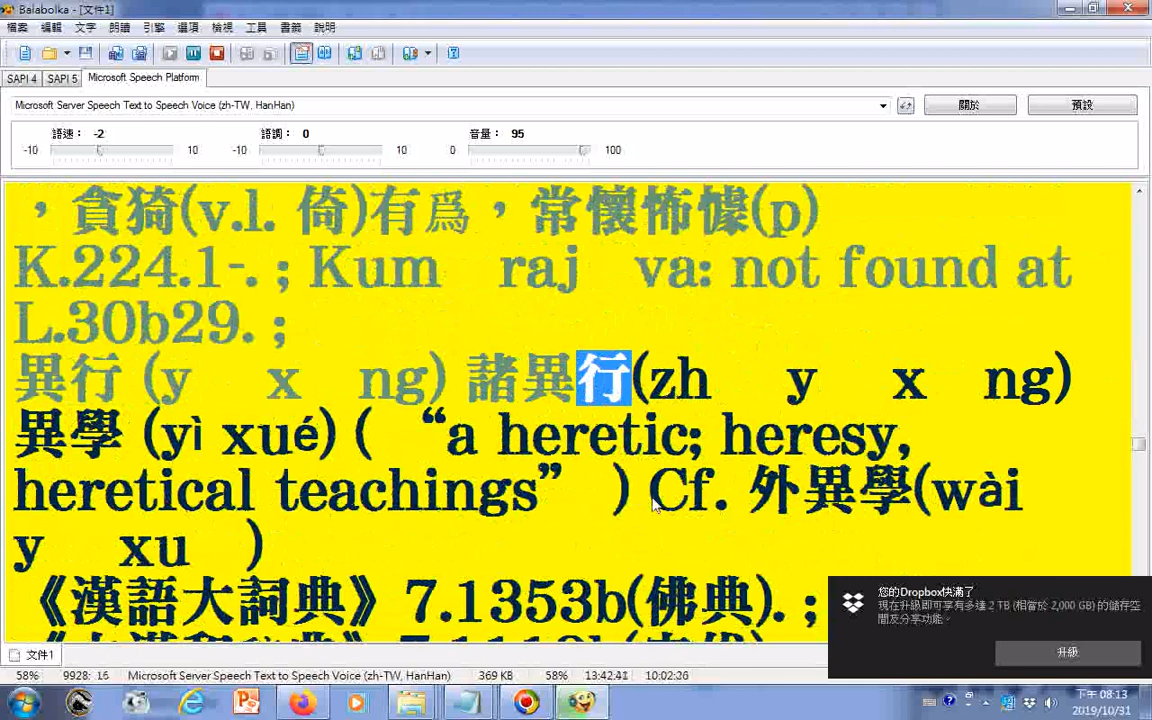 Balabolka - [文件1]
檔案 編輯 文字 朗讀 引擎 選項 檢視 工具 書籤 說明
SAPI 4 SAPI 5 Microsoft Speech Platform
Microsoft Server Speech Text to Speech Voice (zh-TW, HanHan)
關於 預設
語速： -2 語調： 0 音量： 95
-10 10 -10 10 0 100
，貪猗(v.l. 倚)有爲，常懷怖懅(p)
K.224.1-. ; Kum raj va: not found at
L.30b29. ;
異行 (y x ng) 諸異行(zh y x ng)
異學 (yì xué) ( “a heretic; heresy,
heretical teachings” ) Cf. 外異學(wài
y xu )
《漢語大詞典》 7.1353b(佛典). ;
您的Dropbox快滿了
現在升級即可享有多達 2 TB (相當於 2,000 GB) 的儲存空
間及分享功能。
升級
文件1
58% 9928: 16 Microsoft Server Speech Text to Speech Voice (zh-TW, HanHan) 369 KB 58% 13:42:41 10:02:26
下午 08:13
2019/10/31